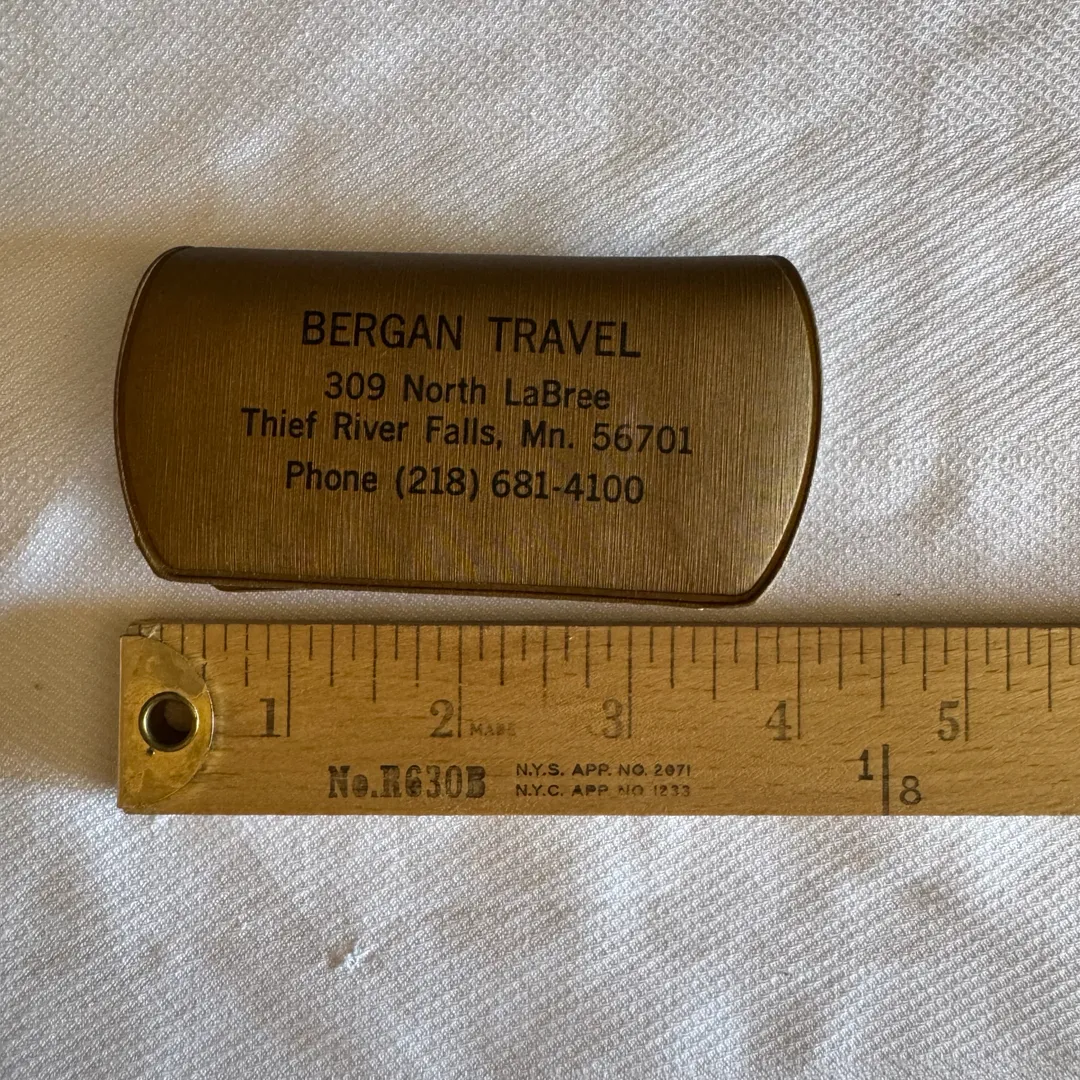 BERGAN TRAVEL
309 North LaBree
Thief River Falls, Mn. 56701
Phone (218) 681-4100
1 2 MADE 3 4 5
No.R630B N.Y.S. APP. NO. 2071
N.Y.C. APP. NO 1233
1 8